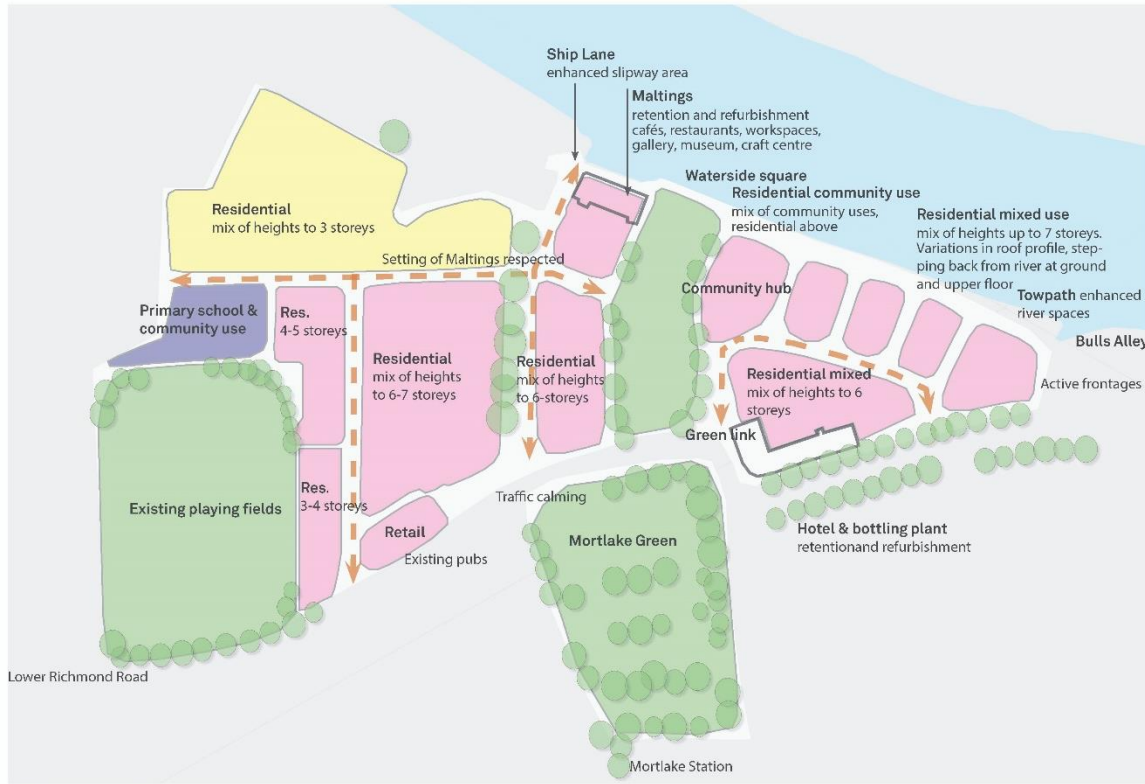 Ship Lane
enhanced slipway area
Maltings
retention and refurbishment
cafés, restaurants, workspaces,
gallery, museum, craft centre
Waterside square
Residential community use
mix of community uses,
residential above
Residential mixed use
mix of heights up to 7 storeys.
Variations in roof profile, step-
ping back from river at ground
and upper floor
Towpath enhanced
river spaces
Bulls Alley
Residential
mix of heights to 3 storeys
Setting of Maltings respected
Community hub
Primary school &
community use
Res.
4-5 storeys
Residential
mix of heights
to 6-7 storeys
Residential
mix of heights
to 6-storeys
Residential mixed
mix of heights to 6
storeys
Active frontages
Green link
Existing playing fields
Res.
3-4 storeys
Traffic calming
Retail
Existing pubs
Mortlake Green
Hotel & bottling plant
retentionand refurbishment
Lower Richmond Road
Mortlake Station